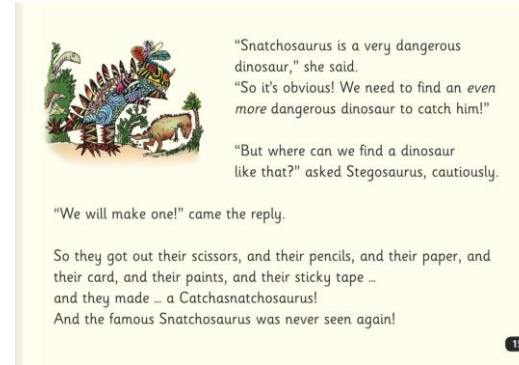 “Snatchosaurus is a very dangerous
dinosaur,” she said.
“So it’s obvious! We need to find an even
more dangerous dinosaur to catch him!”
“But where can we find a dinosaur
like that?” asked Stegosaurus, cautiously.
“We will make one!” came the reply.
So they got out their scissors, and their pencils, and their paper, and
their card, and their paints, and their sticky tape ...
and they made ... a Catchasnatchosaurus!
And the famous Snatchosaurus was never seen again!